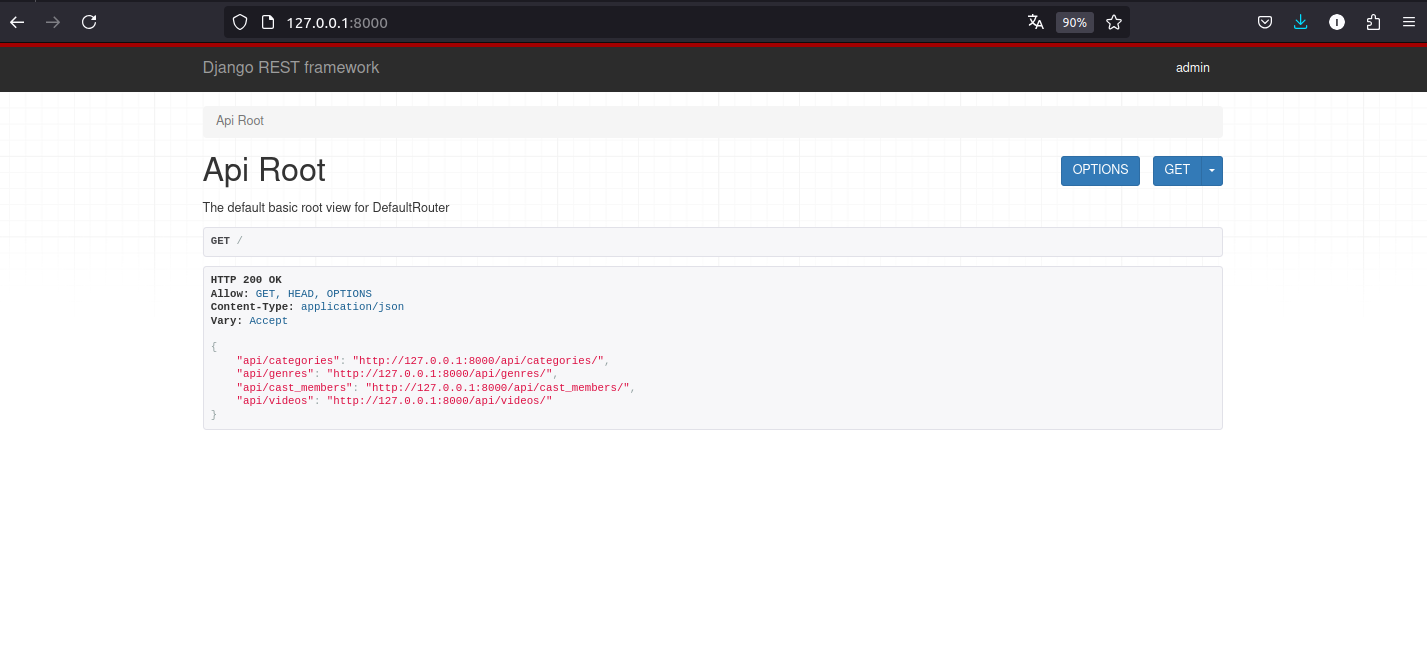 127.0.0.1:8000
90%
Django REST framework
admin
Api Root
Api Root
OPTIONS
GET
The default basic root view for DefaultRouter
GET /
HTTP 200 OK
Allow: GET, HEAD, OPTIONS
Content-Type: application/json
Vary: Accept
{
    "api/categories": "http://127.0.0.1:8000/api/categories/",
    "api/genres": "http://127.0.0.1:8000/api/genres/",
    "api/cast_members": "http://127.0.0.1:8000/api/cast_members/",
    "api/videos": "http://127.0.0.1:8000/api/videos/"
}